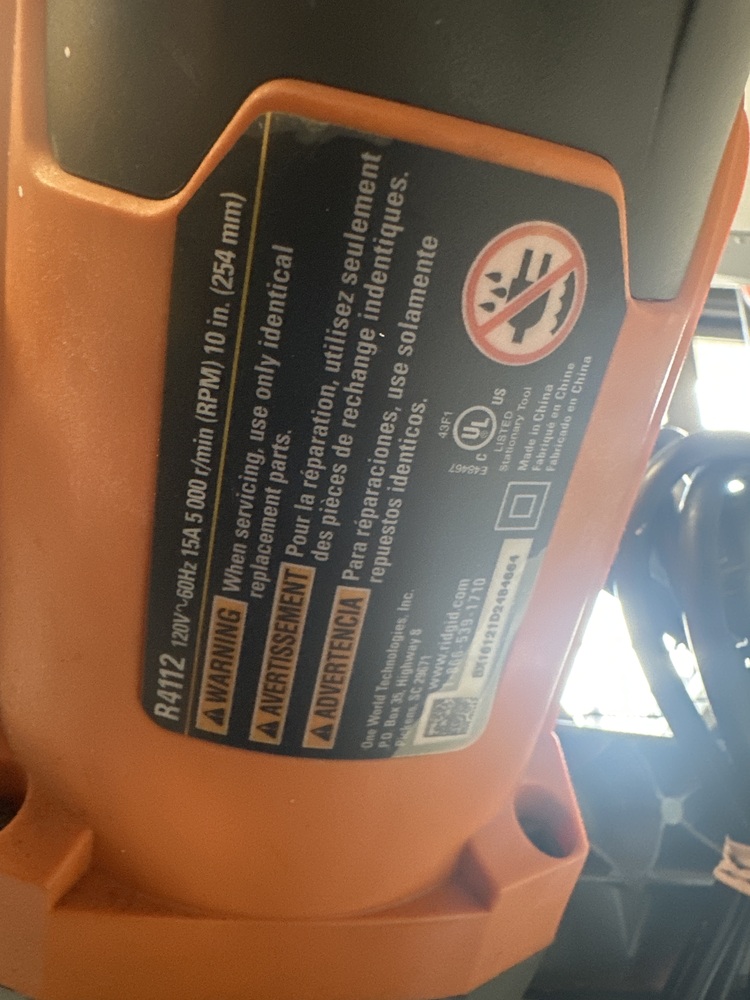 R4112 120V~60Hz 15A 5 000 r/min (RPM) 10 in. (254 mm)
WARNING When servicing, use only identical
replacement parts.
AVERTISSEMENT Pour la réparation, utilisez seulement
des pièces de rechange indentiques.
ADVERTENCIA Para réparaciones, use solamente
repuestos identicos.
One World Technologies, Inc.
P.O. Box 35, Highway 8
Pickens, SC 29671
www.ridgid.com
1-866-539-1710
43F1
E48467
C UL US
LISTED
Stationary Tool
Made in China
Fabriqué en Chine
Fabricado en China